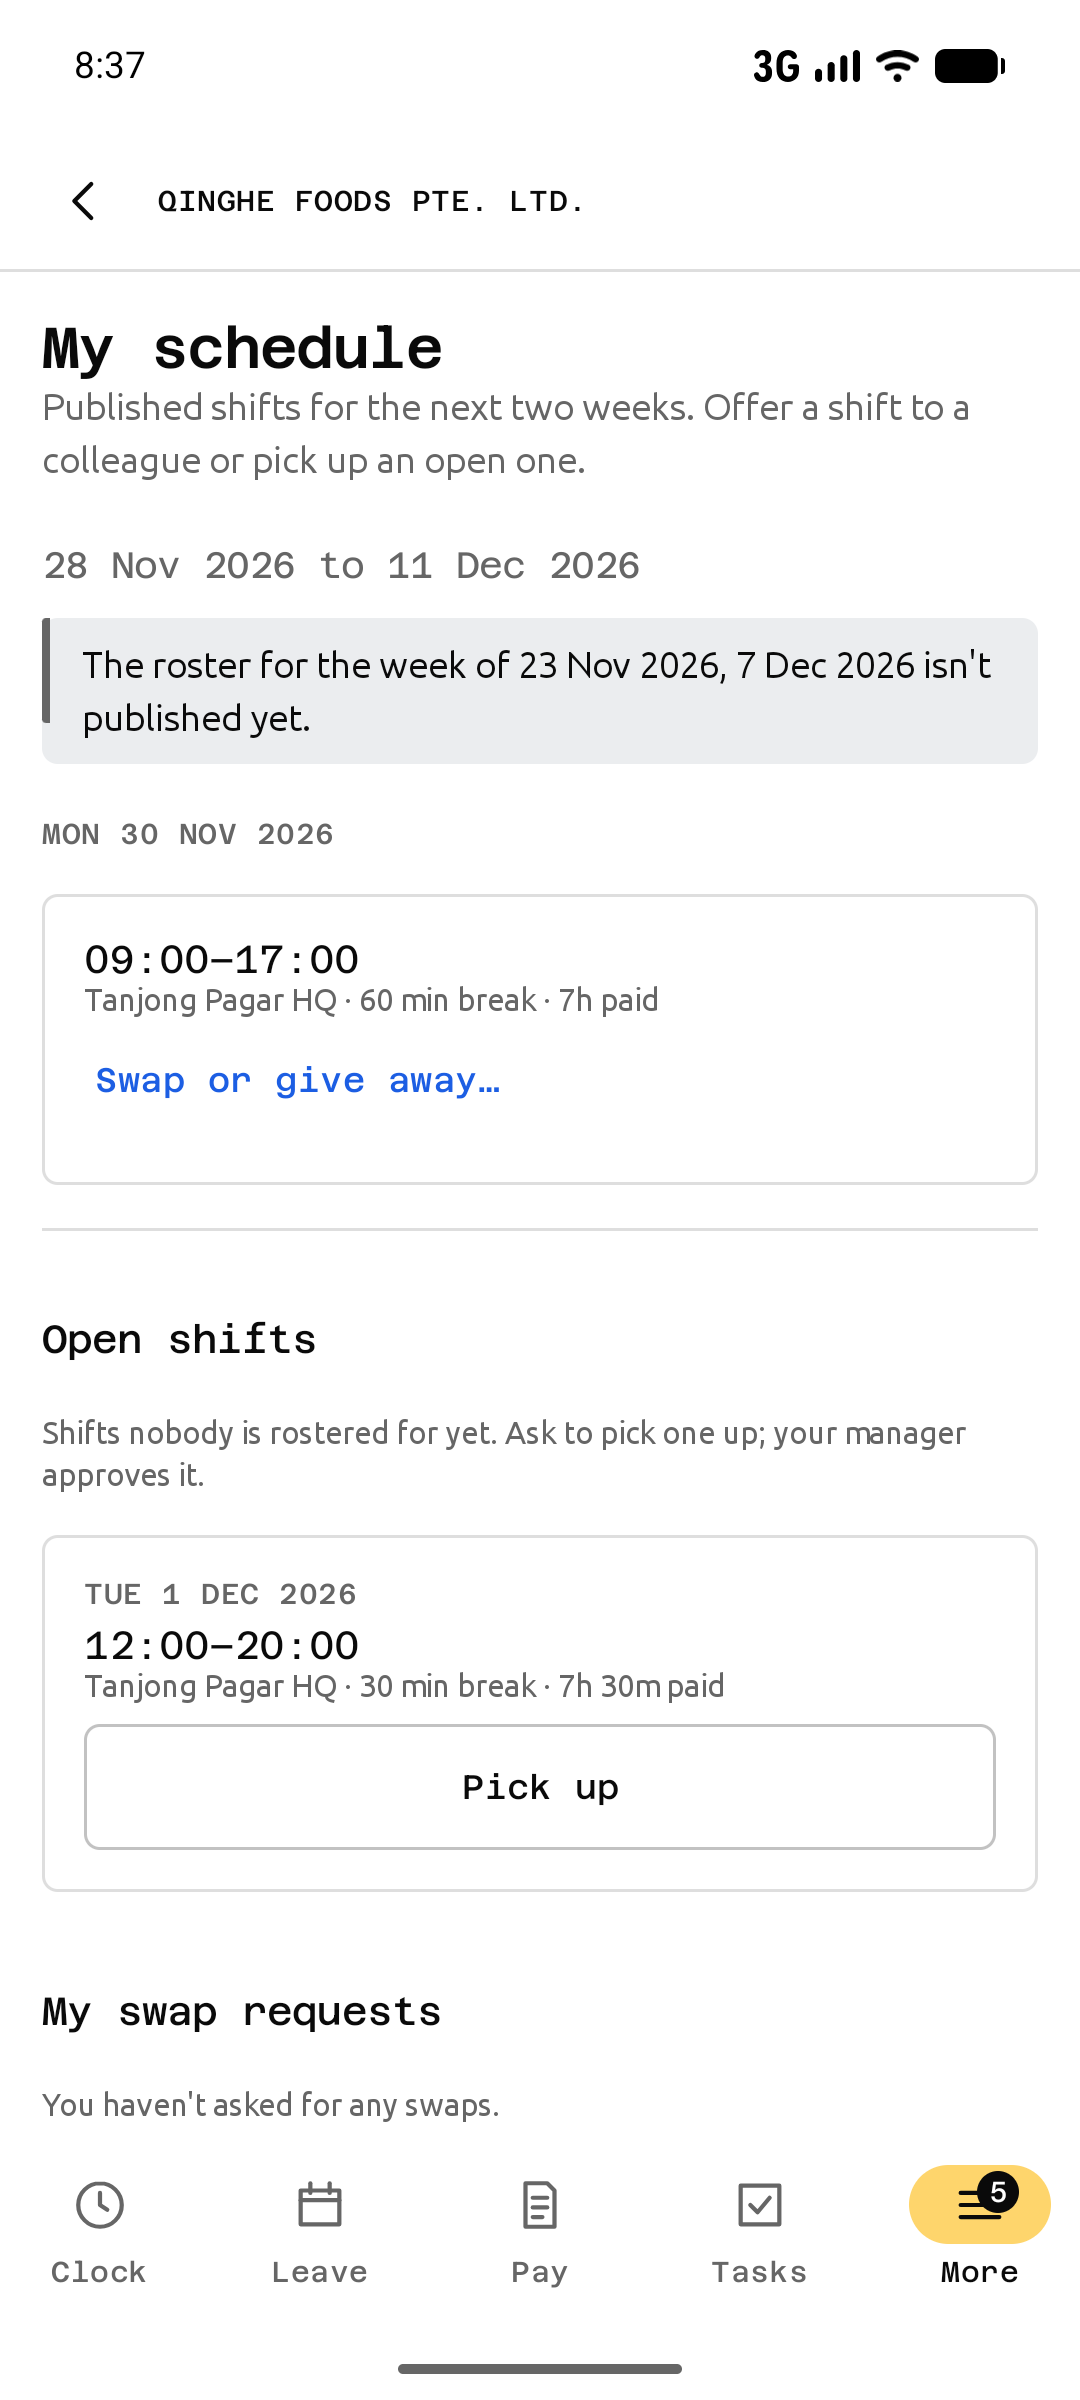 8:37
3G
QINGHE FOODS PTE. LTD.
My schedule
Published shifts for the next two weeks. Offer a shift to a
colleague or pick up an open one.
28 Nov 2026 to 11 Dec 2026
The roster for the week of 23 Nov 2026, 7 Dec 2026 isn't
published yet.
MON 30 NOV 2026
09:00–17:00
Tanjong Pagar HQ · 60 min break · 7h paid
Swap or give away…
Open shifts
Shifts nobody is rostered for yet. Ask to pick one up; your manager
approves it.
TUE 1 DEC 2026
12:00–20:00
Tanjong Pagar HQ · 30 min break · 7h 30m paid
Pick up
My swap requests
You haven't asked for any swaps.
5
Clock Leave Pay Tasks More